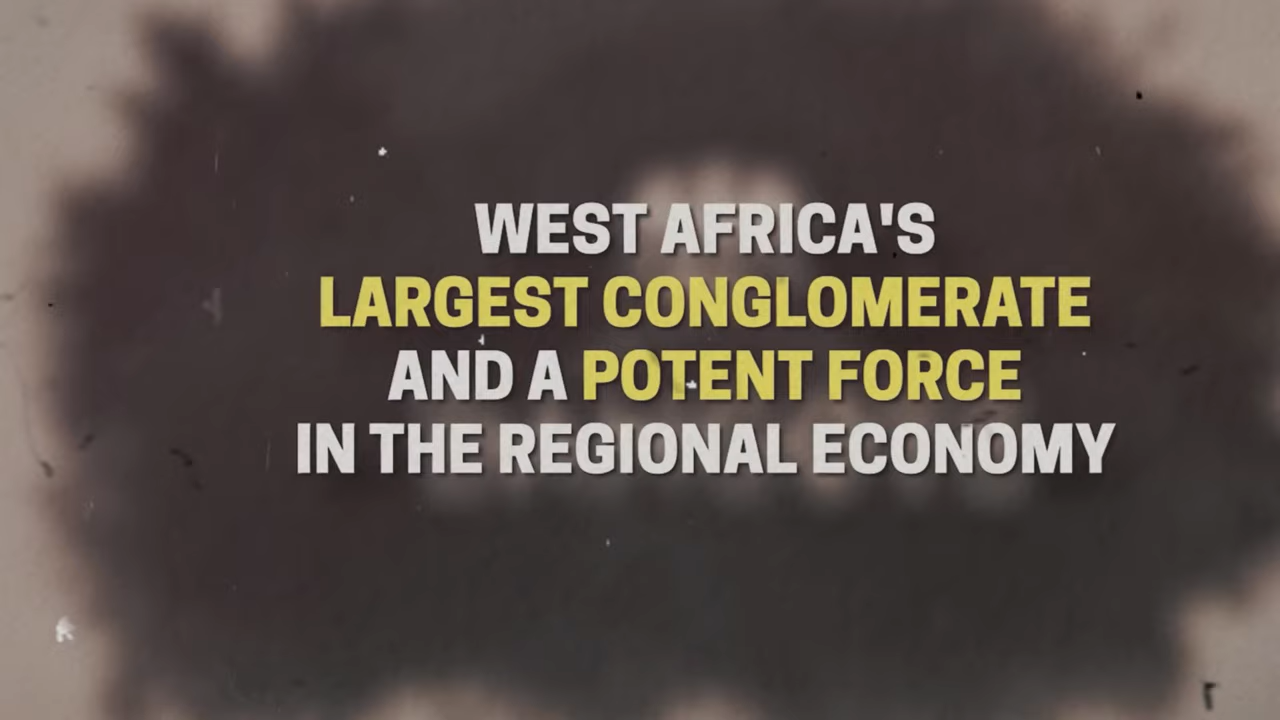 WEST AFRICA'S
LARGEST CONGLOMERATE
AND A POTENT FORCE
IN THE REGIONAL ECONOMY